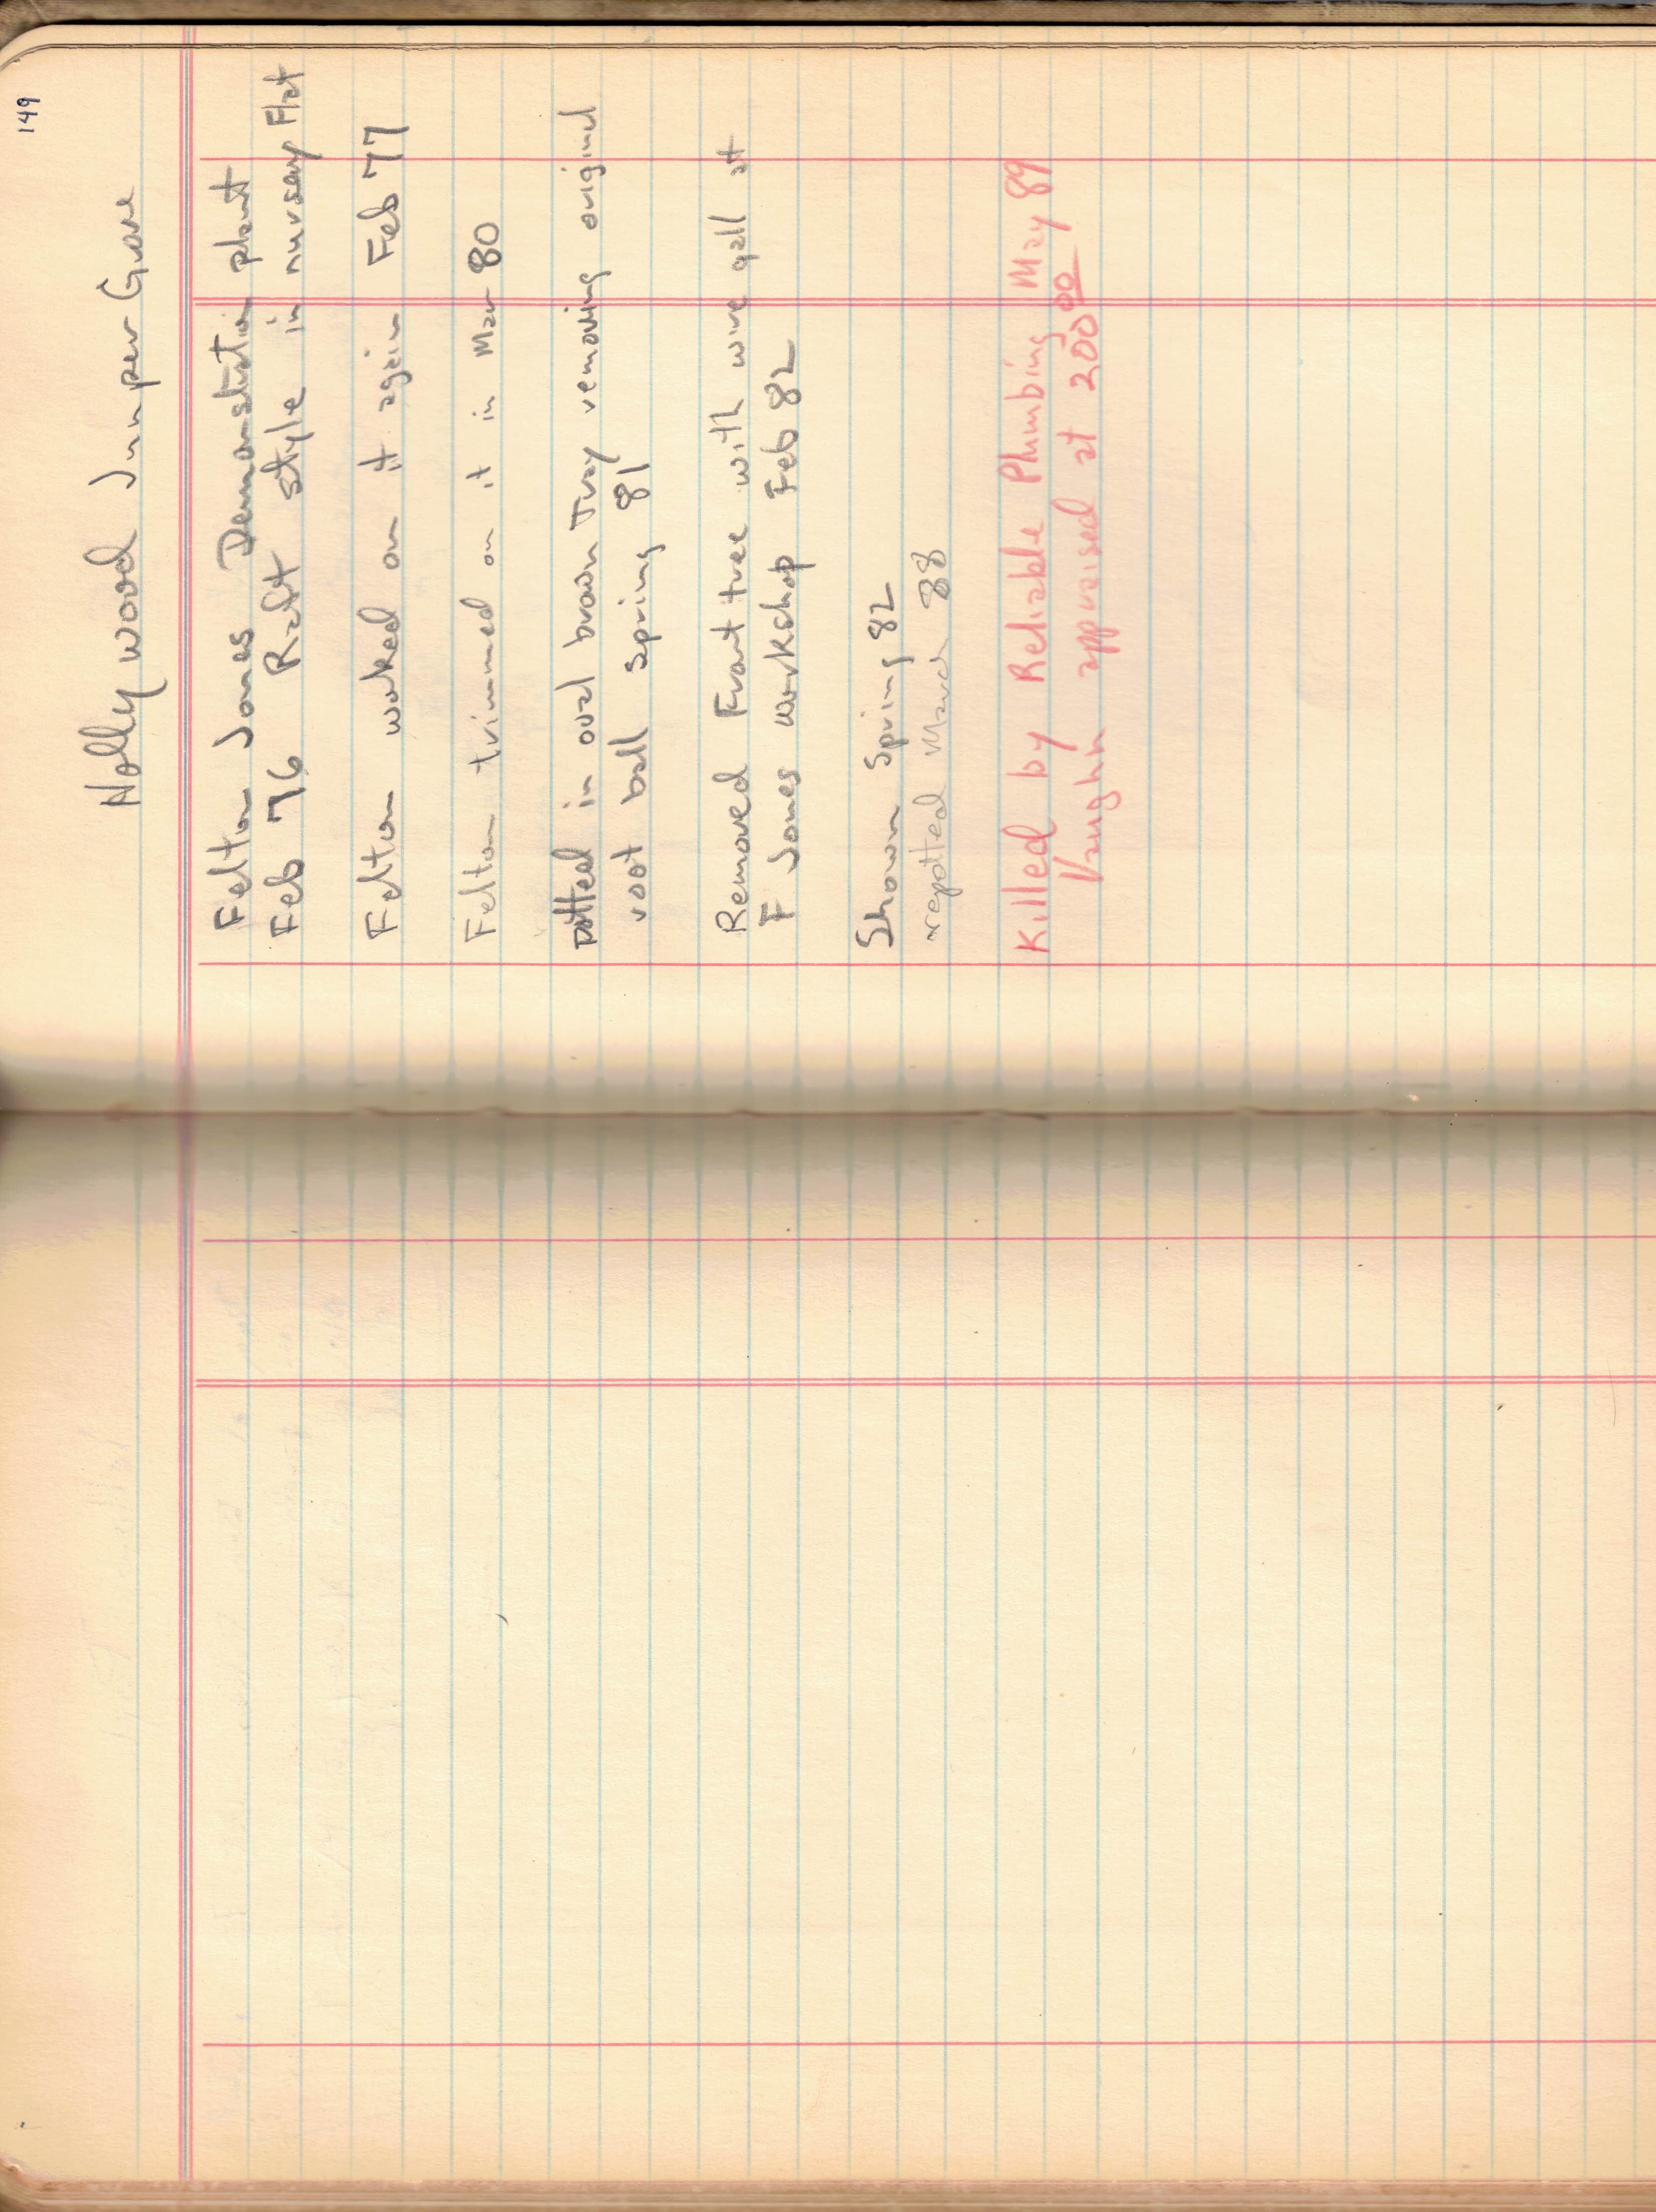 149
Hollywood Juniper Grove
Felton Jones Demonstration plant
Feb 76 Raft style in nursery Flat
Felton worked on it again Feb 77
Felton trimmed on it in Mar 80
potted in oval brown Tray removing original
root ball spring 81
Removed Front tree with wire gall at
F Jones workshop Feb 82
Shown Spring 82
repotted March 88
Killed by Reliable Plumbing May 89
Vaughn appraised at 200.00